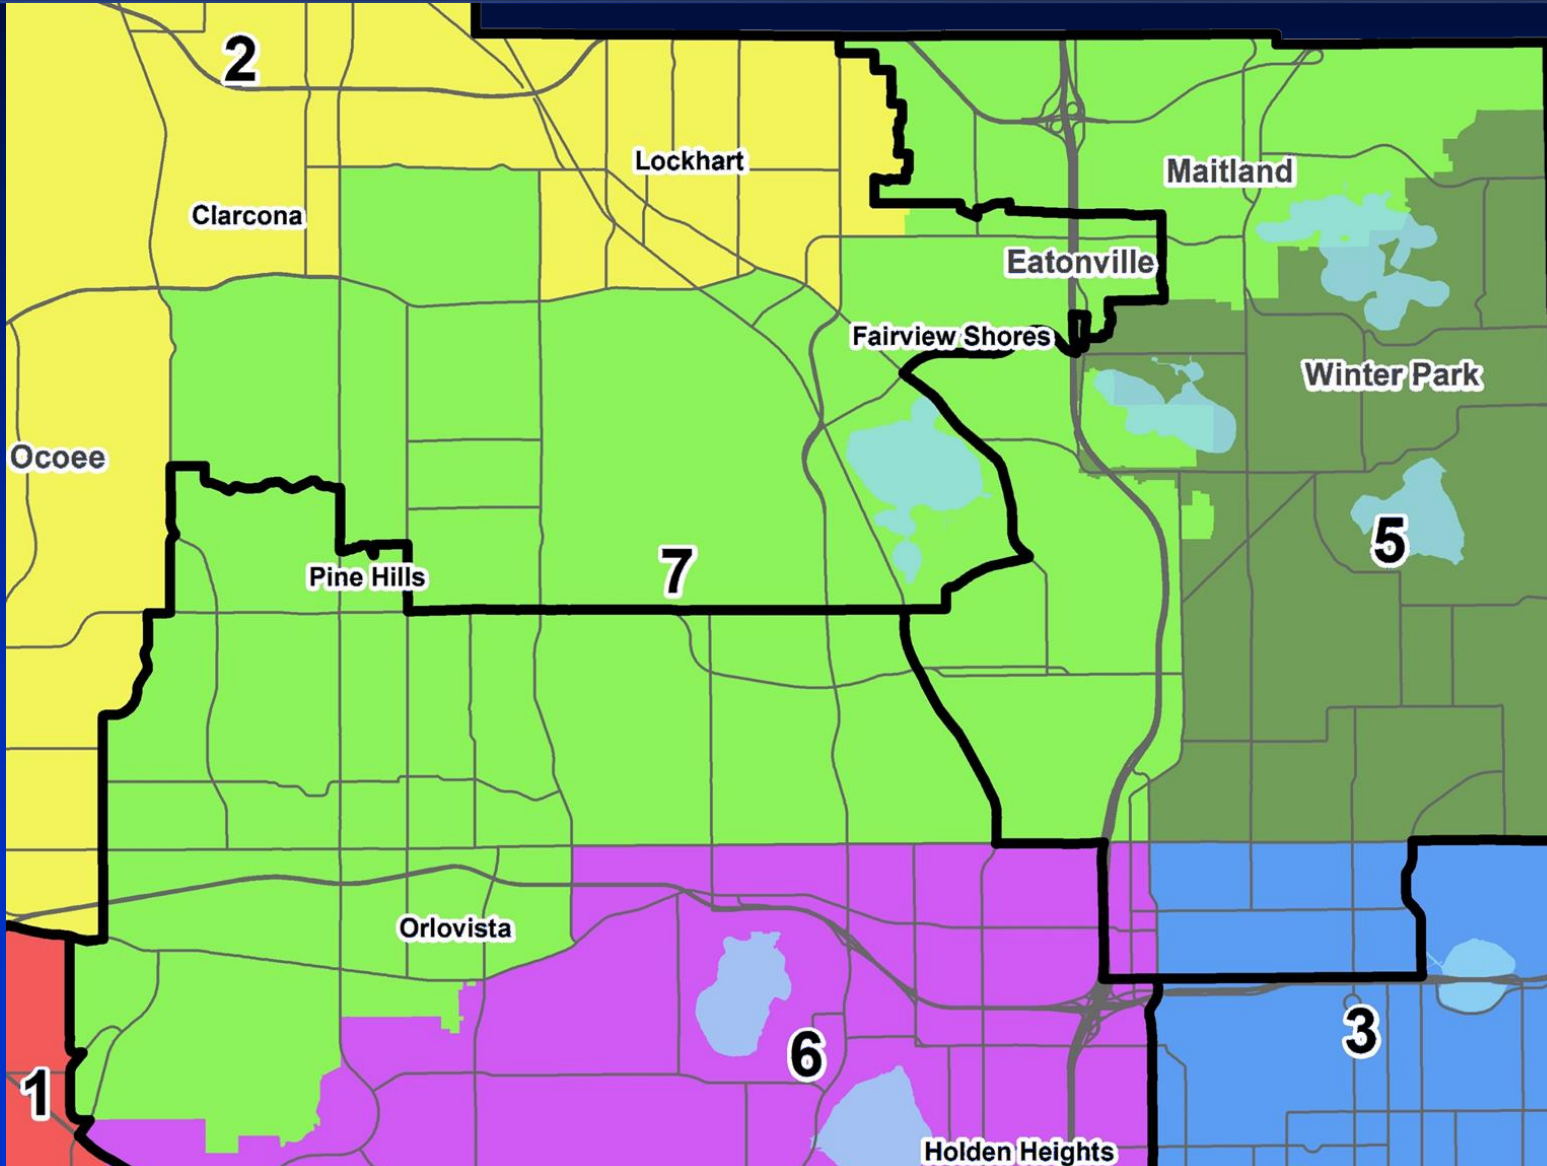 2
Lockhart
Maitland
Clarcona
Eatonville
Fairview Shores
Winter Park
Ocoee
5
7
Pine Hills
Orlovista
3
6
1
Holden Heights